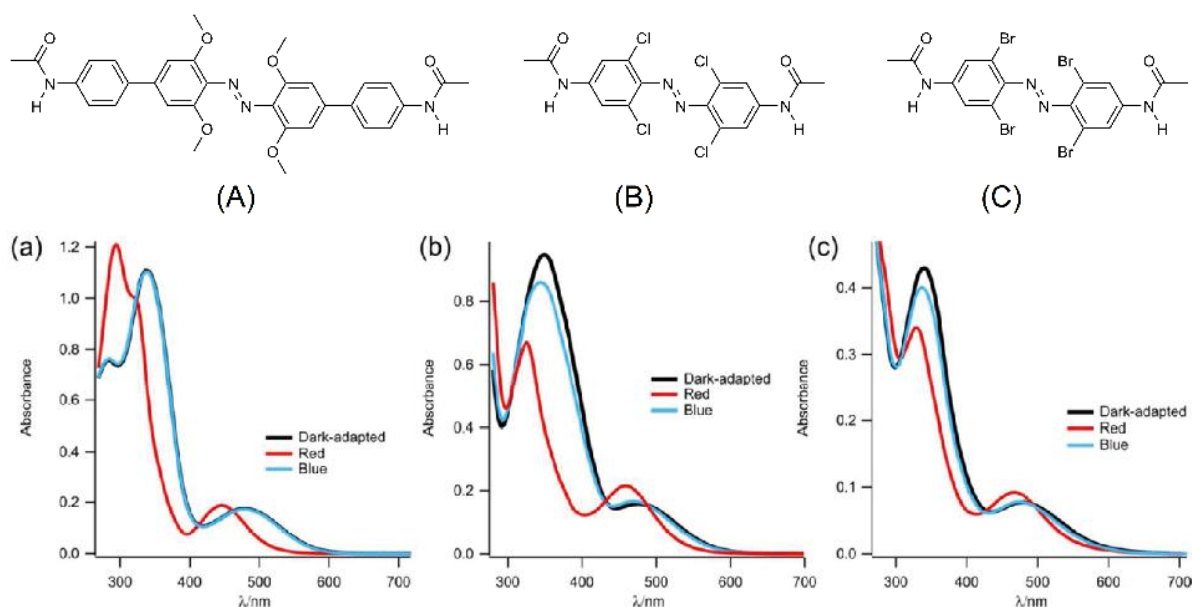 O
N
H
O
O
N
N
O
O
O
N
H
(A)
O
N
H
Cl
Cl
N
N
Cl
Cl
O
N
H
(B)
O
N
H
Br
Br
N
N
Br
Br
O
N
H
(C)
(a)
1.2
1.0
0.8
0.6
0.4
0.2
0.0
Absorbance
Dark-adapted
Red
Blue
300 400 500 600 700
λ/nm
(b)
0.8
0.6
0.4
0.2
0.0
Absorbance
Dark-adapted
Red
Blue
300 400 500 600 700
λ/nm
(c)
0.4
0.3
0.2
0.1
0.0
Absorbance
Dark-adapted
Red
Blue
300 400 500 600 700
λ/nm